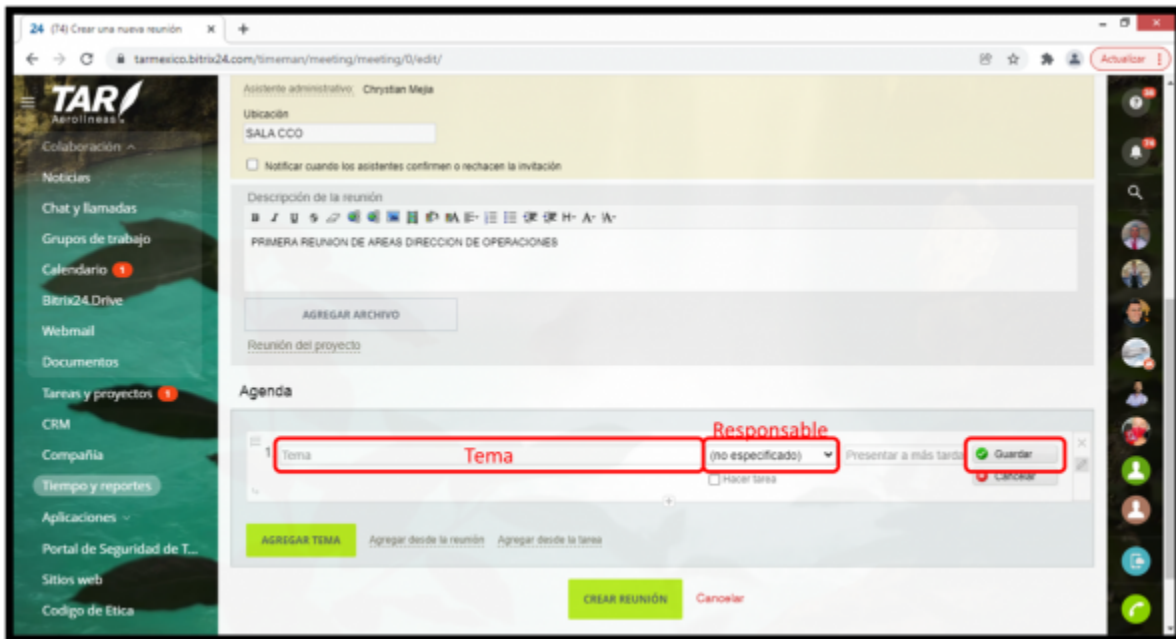 24 (74) Crear una nueva reunión
tarmexico.bitrix24.com/timeman/meeting/meeting/0/edit/
Actualizar
TAR
Aerolíneas
Colaboración
Noticias
Chat y llamadas
Grupos de trabajo
Calendario 1
Bitrix24.Drive
Webmail
Documentos
Tareas y proyectos 1
CRM
Compañía
Tiempo y reportes
Aplicaciones
Portal de Seguridad de T...
Sitios web
Codigo de Etica
Asistente administrativo: Chrystian Mejia
Ubicación
SALA CCO
Notificar cuando los asistentes confirmen o rechacen la invitación
Descripción de la reunión
PRIMERA REUNION DE AREAS DIRECCION DE OPERACIONES
AGREGAR ARCHIVO
Reunión del proyecto
Agenda
Responsable
1 Tema Tema (no especificado) Presentar a más tarda Guardar
Hacer tarea Cancelar
AGREGAR TEMA Agregar desde la reunión Agregar desde la tarea
CREAR REUNIÓN Cancelar